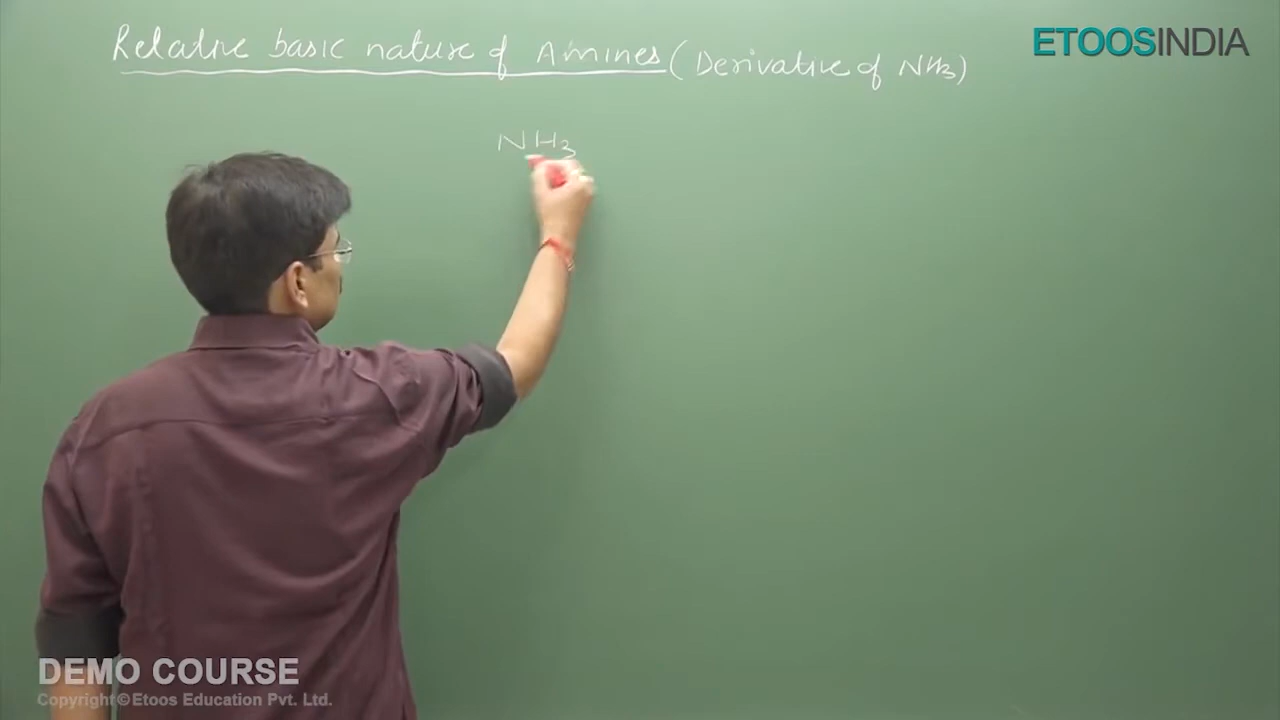 Relative basic nature of Amines (Derivative of NH3)
ETOOSINDIA
NH3
DEMO COURSE
Copyright © Etoos Education Pvt. Ltd.